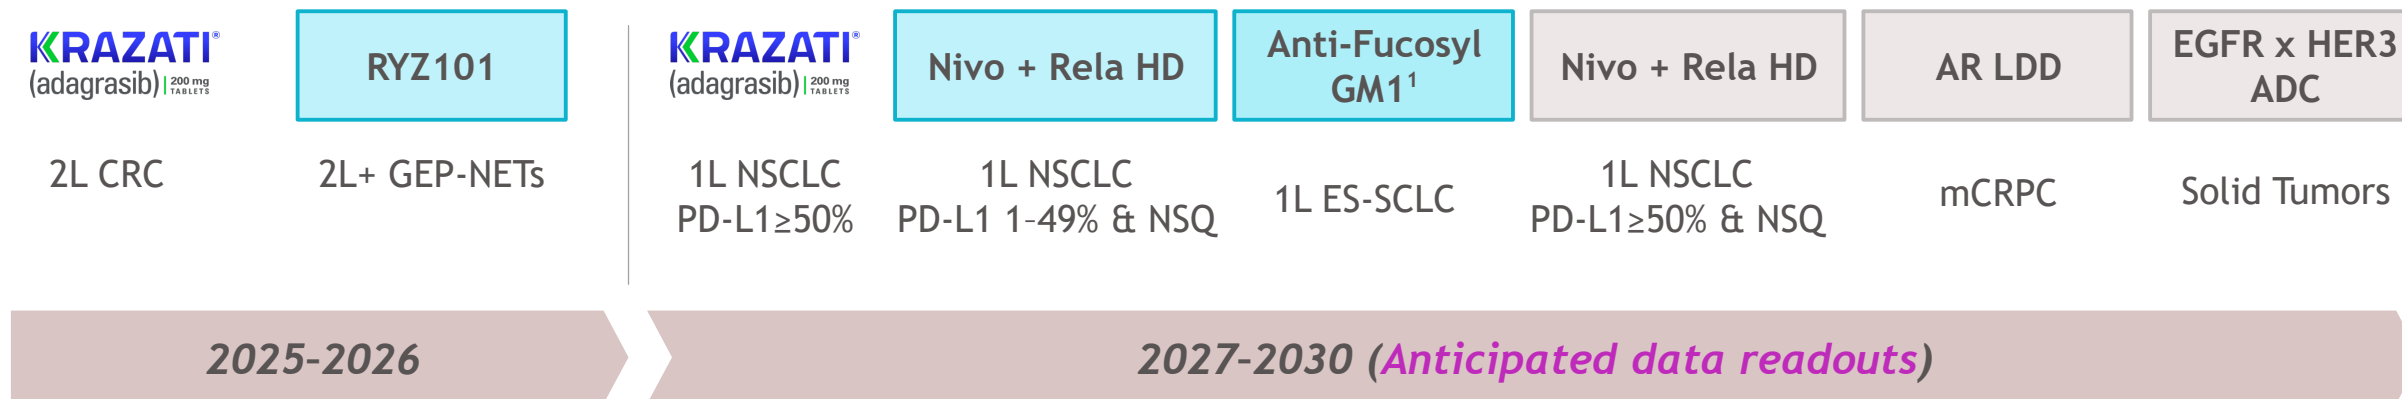 KRAZATI®
(adagrasib) | 200 mg TABLETS
2L CRC
RYZ101
2L+ GEP-NETs
KRAZATI®
(adagrasib) | 200 mg TABLETS
1L NSCLC
PD-L1≥50%
Nivo + Rela HD
1L NSCLC
PD-L1 1-49% & NSQ
Anti-Fucosyl
GM1¹
1L ES-SCLC
Nivo + Rela HD
1L NSCLC
PD-L1≥50% & NSQ
AR LDD
mCRPC
EGFR x HER3
ADC
Solid Tumors
2025-2026
2027-2030 (Anticipated data readouts)